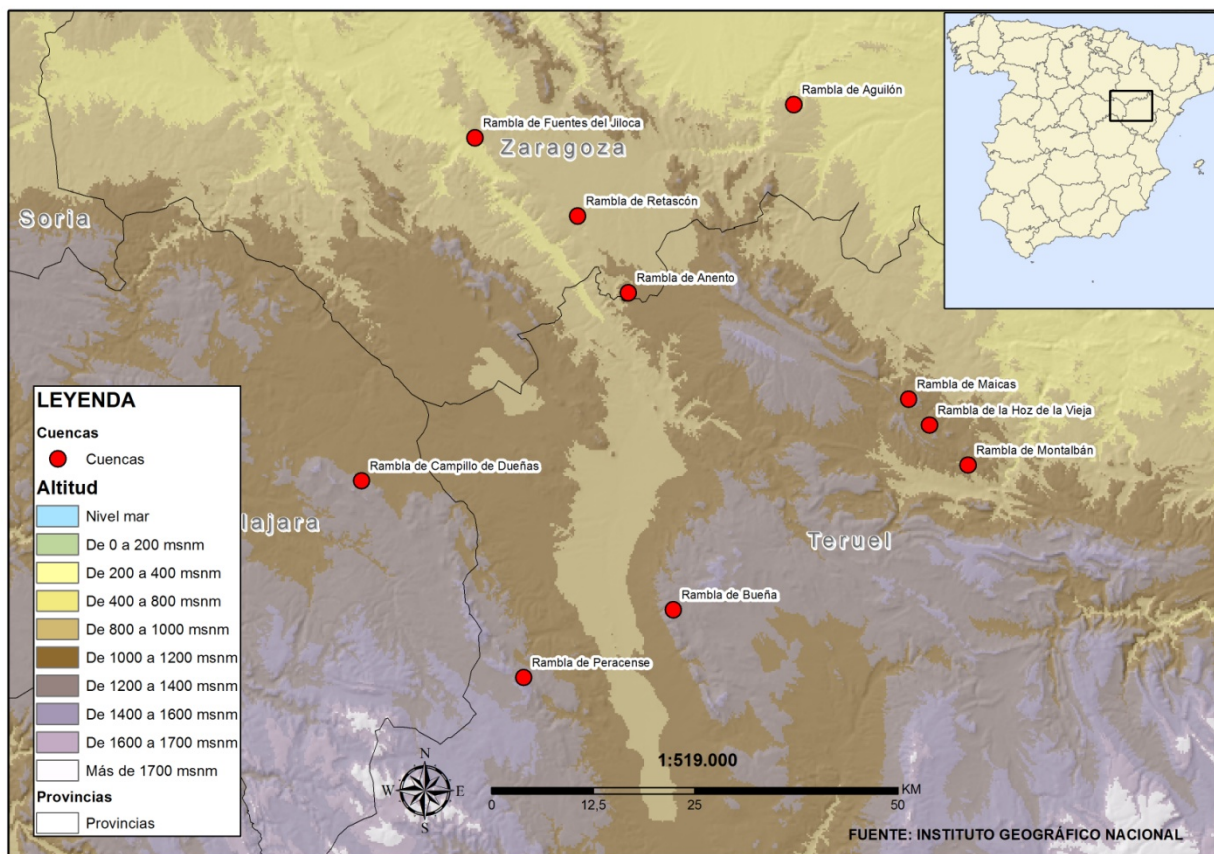 Rambla de Aguilón
Rambla de Fuentes del Jiloca
Zaragoza
Soria
Rambla de Retascón
Rambla de Anento
Rambla de Maicas
Rambla de la Hoz de la Vieja
Rambla de Montalbán
Rambla de Campillo de Dueñas
lajara
Teruel
Rambla de Bueña
Rambla de Peracense
LEYENDA
Cuencas
Cuencas
Altitud
Nivel mar
De 0 a 200 msnm
De 200 a 400 msnm
De 400 a 800 msnm
De 800 a 1000 msnm
De 1000 a 1200 msnm
De 1200 a 1400 msnm
De 1400 a 1600 msnm
De 1600 a 1700 msnm
Más de 1700 msnm
Provincias
Provincias
N
W E
S
1:519.000
KM
0 12,5 25 50
FUENTE: INSTITUTO GEOGRÁFICO NACIONAL